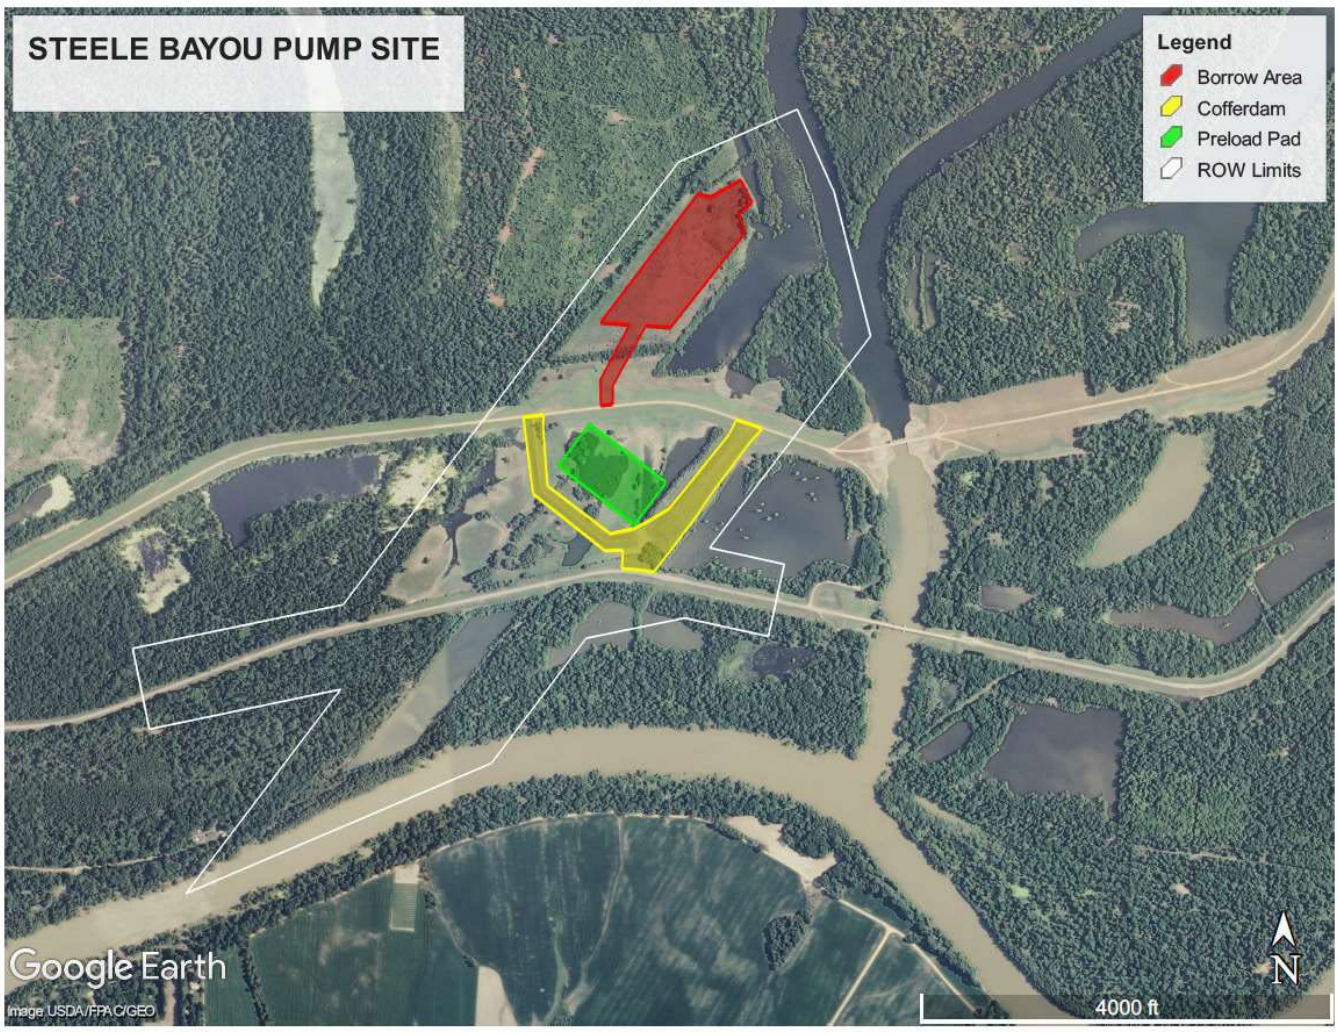 STEELE BAYOU PUMP SITE
Legend
Borrow Area
Cofferdam
Preload Pad
ROW Limits
N
Google Earth
Image USDA/FPAC/GEO
4000 ft